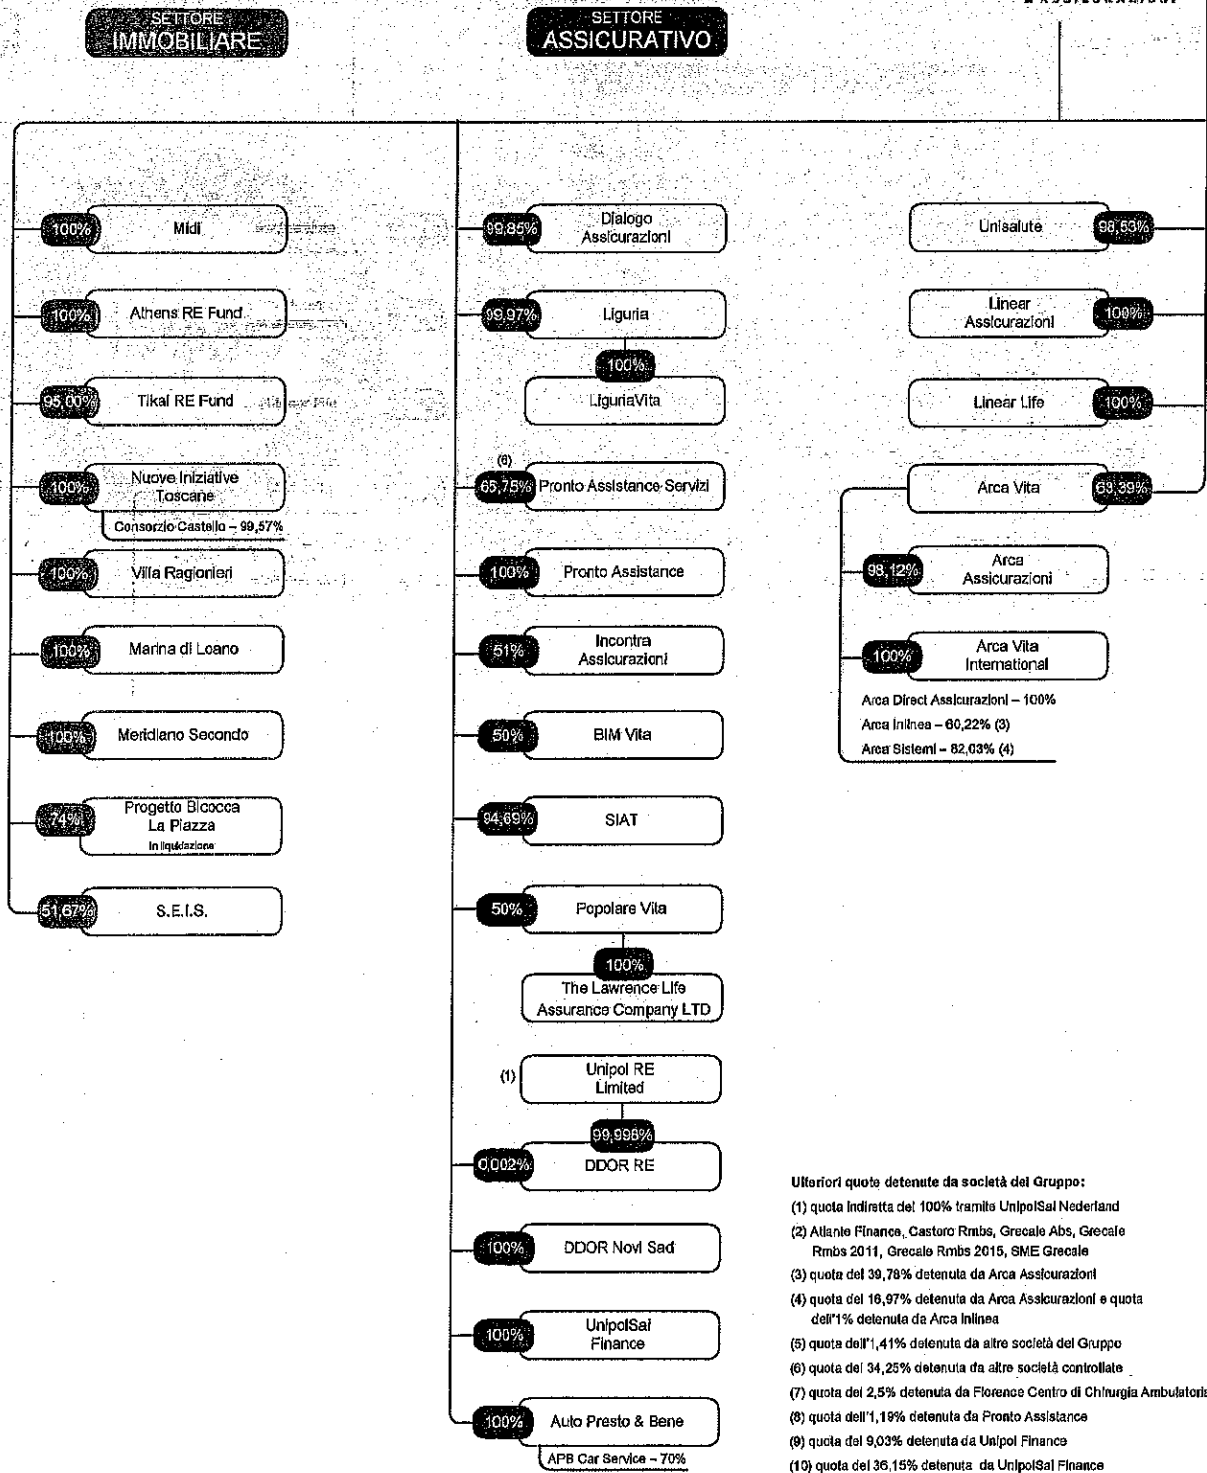 SETTORE
IMMOBILIARE
100%
Midi
100%
Athens RE Fund
95,00%
Tikal RE Fund
100%
Nuove Iniziative
Toscane
Consorzio Castello – 99,57%
100%
Villa Ragionieri
100%
Marina di Loano
100%
Meridiano Secondo
74%
Progetto Bicocca
La Piazza
In liquidazione
51,67%
S.E.I.S.
SETTORE
ASSICURATIVO
99,85%
Dialogo
Assicurazioni
99,97%
Liguria
100%
LiguriaVita
(6)
65,75%
Pronto Assistance Servizi
100%
Pronto Assistance
51%
Incontra
Assicurazioni
50%
BIM Vita
94,69%
SIAT
50%
Popolare Vita
100%
The Lawrence Life
Assurance Company LTD
(1)
Unipol RE
Limited
99,998%
0,002%
DDOR RE
100%
DDOR Novi Sad
100%
UnipolSai
Finance
100%
Auto Presto & Bene
APB Car Service – 70%
Unisalute
98,53%
Linear
Assicurazioni
100%
Linear Life
100%
Arca Vita
63,39%
98,12%
Arca
Assicurazioni
100%
Arca Vita
International
Arca Direct Assicurazioni – 100%
Arca Inlinea – 60,22% (3)
Arca Sistemi – 82,03% (4)
Ulteriori quote detenute da società del Gruppo:
(1) quota indiretta del 100% tramite UnipolSai Nederland
(2) Atlante Finance, Castoro Rmbs, Grecale Abs, Grecale
Rmbs 2011, Grecale Rmbs 2015, SME Grecale
(3) quota del 39,78% detenuta da Arca Assicurazioni
(4) quota del 16,97% detenuta da Arca Assicurazioni e quota
dell'1% detenuta da Arca Inlinea
(5) quota dell'1,41% detenuta da altre società del Gruppo
(6) quota del 34,25% detenuta da altre società controllate
(7) quota del 2,5% detenuta da Florence Centro di Chirurgia Ambulatoria
(8) quota dell'1,19% detenuta da Pronto Assistance
(9) quota del 9,03% detenuta da Unipol Finance
(10) quota del 36,15% detenuta da UnipolSai Finance